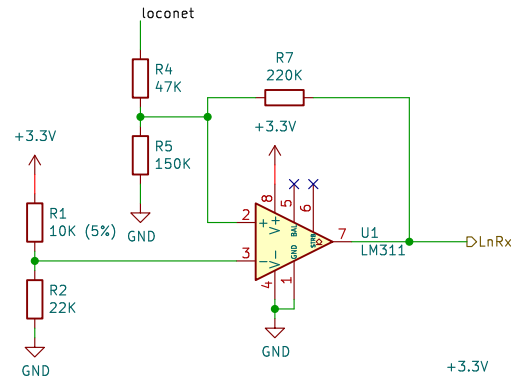 loconet
R4
47K
R7
220K
+3.3V
+3.3V
R5
150K
R1
10K (5%)
GND
8
5
6
2
+
V+
BAL
STRB
7
U1
LM311
LnRx
3
-
V-
GND
4
1
R2
22K
GND
GND
+3.3V